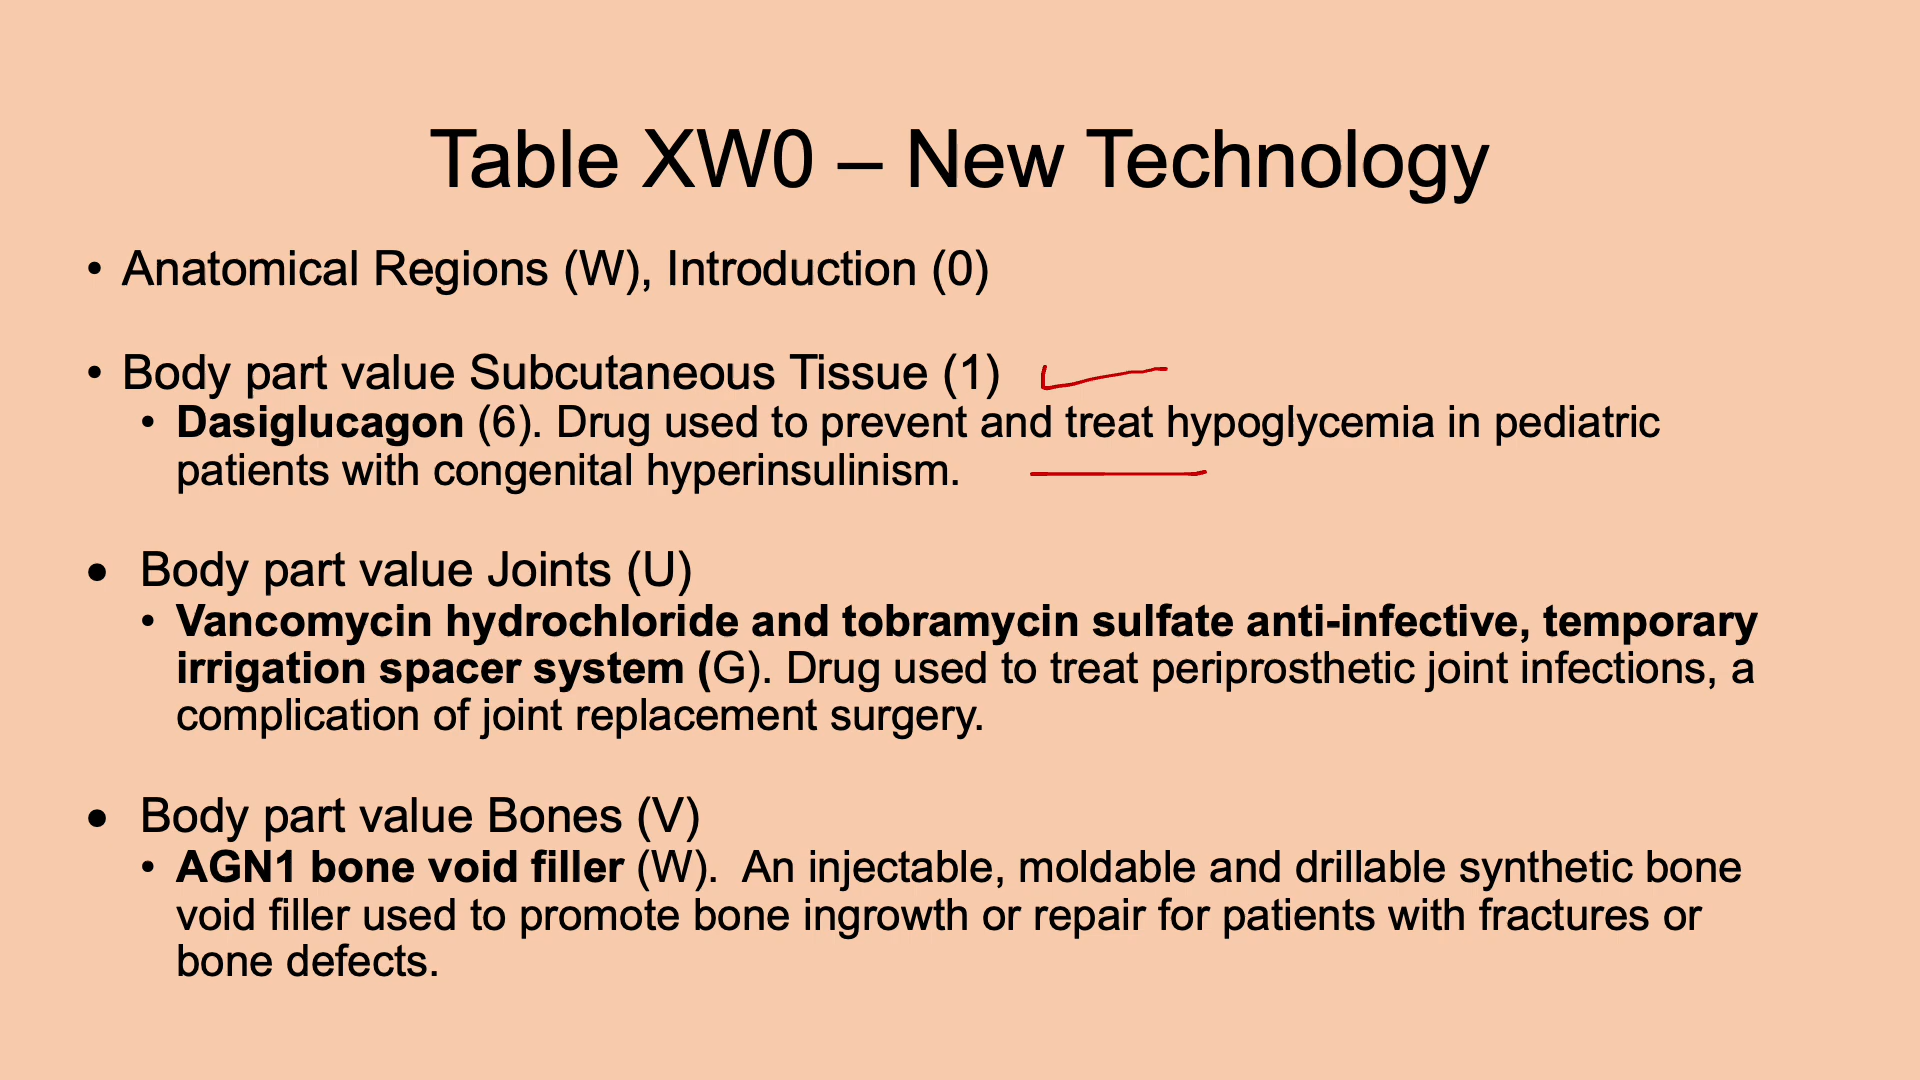 Table XW0 – New Technology
• Anatomical Regions (W), Introduction (0)
• Body part value Subcutaneous Tissue (1)
• Dasiglucagon (6). Drug used to prevent and treat hypoglycemia in pediatric
patients with congenital hyperinsulinism.
• Body part value Joints (U)
• Vancomycin hydrochloride and tobramycin sulfate anti-infective, temporary
irrigation spacer system (G). Drug used to treat periprosthetic joint infections, a
complication of joint replacement surgery.
• Body part value Bones (V)
• AGN1 bone void filler (W).  An injectable, moldable and drillable synthetic bone
void filler used to promote bone ingrowth or repair for patients with fractures or
bone defects.